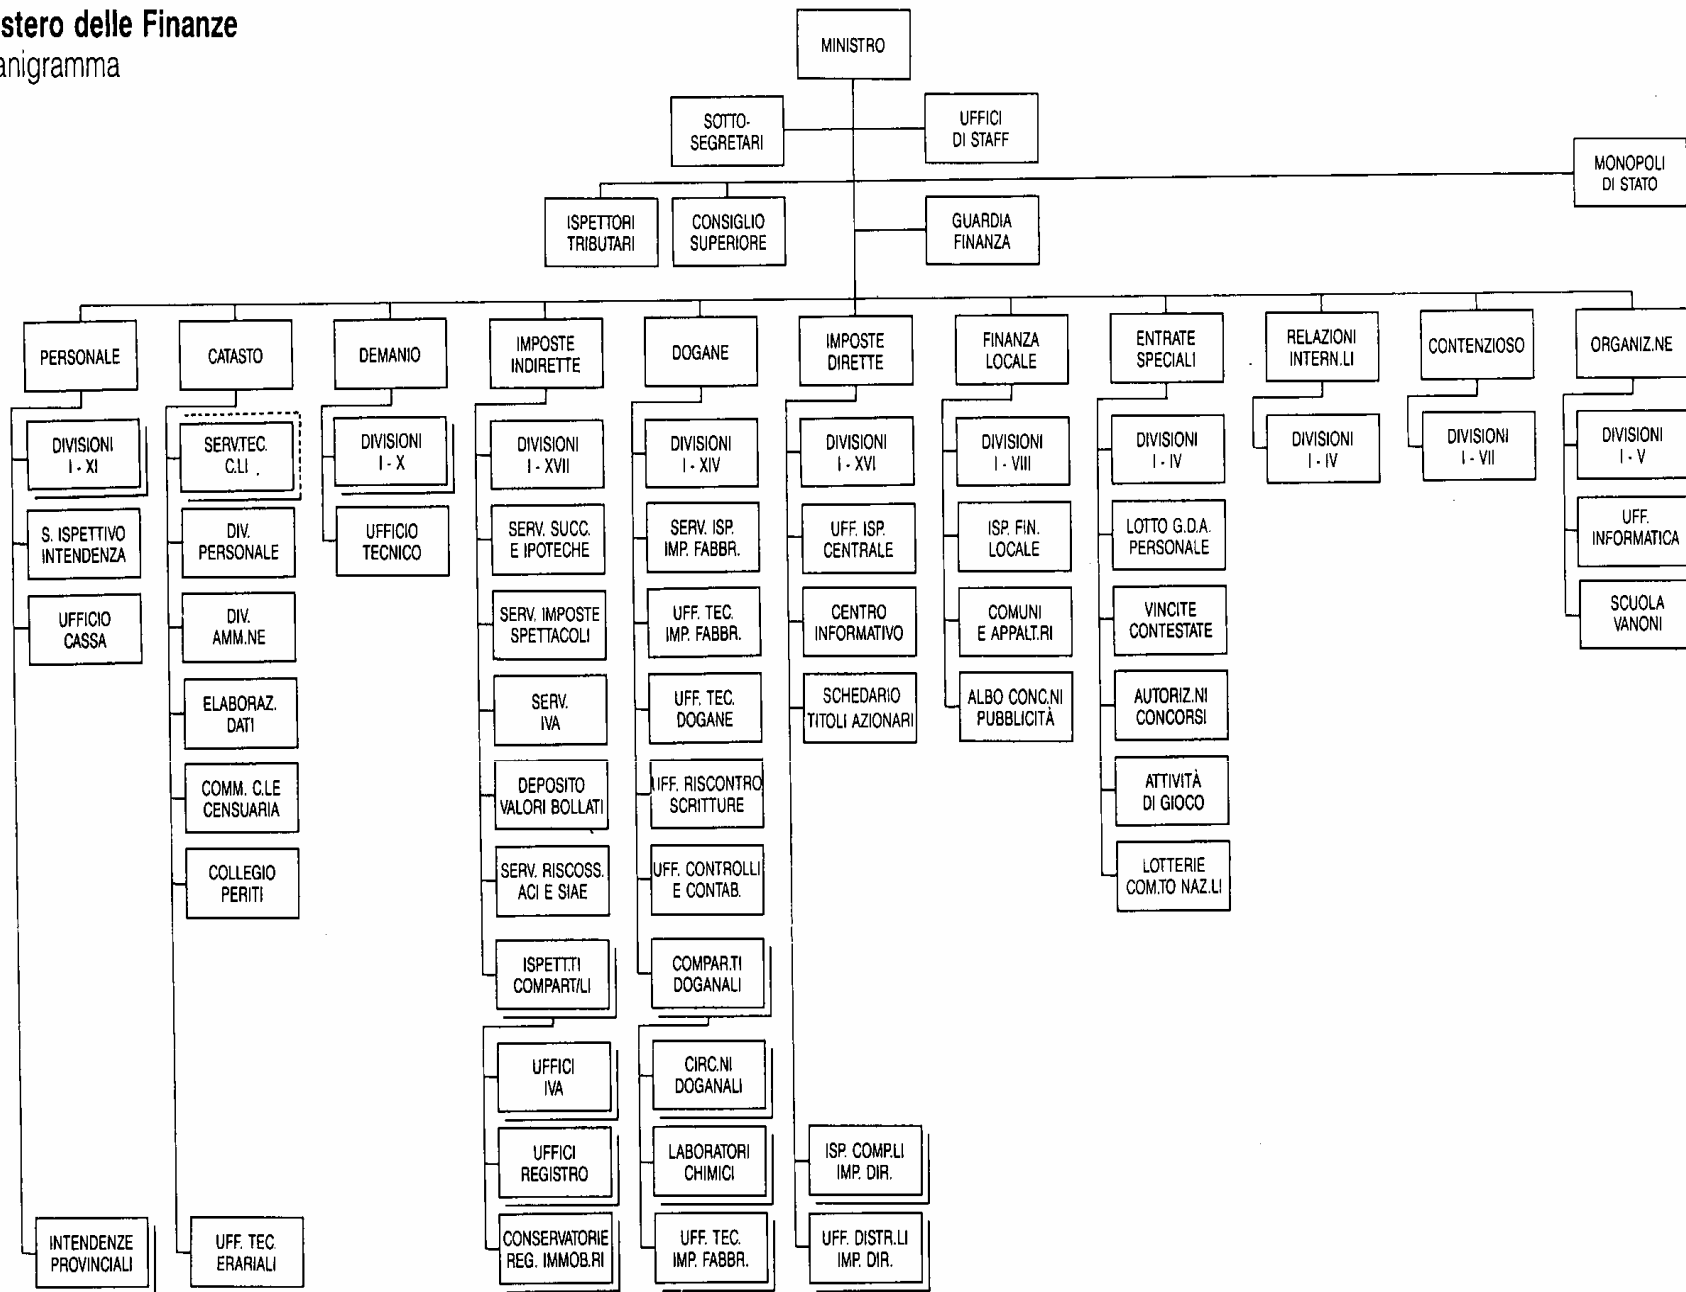 stero delle Finanze
anigramma
MINISTRO
SOTTO-
SEGRETARI
UFFICI
DI STAFF
MONOPOLI
DI STATO
ISPETTORI
TRIBUTARI
CONSIGLIO
SUPERIORE
GUARDIA
FINANZA
PERSONALE
CATASTO
DEMANIO
IMPOSTE
INDIRETTE
DOGANE
IMPOSTE
DIRETTE
FINANZA
LOCALE
ENTRATE
SPECIALI
RELAZIONI
INTERN.LI
CONTENZIOSO
ORGANIZ.NE
DIVISIONI
I - XI
S. ISPETTIVO
INTENDENZA
UFFICIO
CASSA
INTENDENZE
PROVINCIALI
SERV.TEC.
C.LI
DIV.
PERSONALE
DIV.
AMM.NE
ELABORAZ.
DATI
COMM. C.LE
CENSUARIA
COLLEGIO
PERITI
UFF. TEC.
ERARIALI
DIVISIONI
I - X
UFFICIO
TECNICO
DIVISIONI
I - XVII
SERV. SUCC.
E IPOTECHE
SERV. IMPOSTE
SPETTACOLI
SERV.
IVA
DEPOSITO
VALORI BOLLATI
SERV. RISCOSS.
ACI E SIAE
ISPETT.TI
COMPART/LI
UFFICI
IVA
UFFICI
REGISTRO
CONSERVATORIE
REG. IMMOB.RI
DIVISIONI
I - XIV
SERV. ISP.
IMP. FABBR.
UFF. TEC.
IMP. FABBR.
UFF. TEC.
DOGANE
IFF. RISCONTRO
SCRITTURE
UFF. CONTROLLI
E CONTAB.
COMPAR.TI
DOGANALI
CIRC.NI
DOGANALI
LABORATORI
CHIMICI
UFF. TEC.
IMP. FABBR.
DIVISIONI
I - XVI
UFF. ISP.
CENTRALE
CENTRO
INFORMATIVO
SCHEDARIO
TITOLI AZIONARI
ISP. COMP.LI
IMP. DIR.
UFF. DISTR.LI
IMP. DIR.
DIVISIONI
I - VIII
ISP. FIN.
LOCALE
COMUNI
E APPALT.RI
ALBO CONC.NI
PUBBLICITÀ
DIVISIONI
I - IV
LOTTO G.D.A.
PERSONALE
VINCITE
CONTESTATE
AUTORIZ.NI
CONCORSI
ATTIVITÀ
DI GIOCO
LOTTERIE
COM.TO NAZ.LI
DIVISIONI
I - IV
DIVISIONI
I - VII
DIVISIONI
I - V
UFF.
INFORMATICA
SCUOLA
VANONI